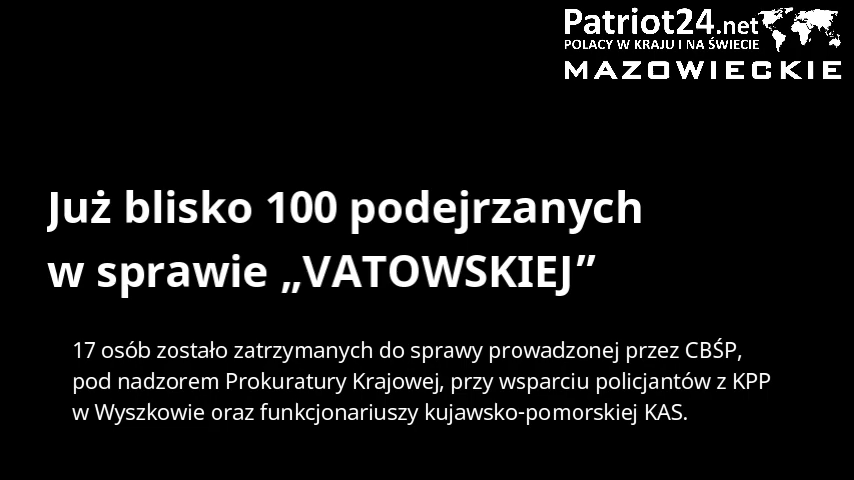 Patriot24.net
POLACY W KRAJU I NA ŚWIECIE
MAZOWIECKIE
Już blisko 100 podejrzanych
w sprawie „VATOWSKIEJ”
17 osób zostało zatrzymanych do sprawy prowadzonej przez CBŚP,
pod nadzorem Prokuratury Krajowej, przy wsparciu policjantów z KPP
w Wyszkowie oraz funkcjonariuszy kujawsko-pomorskiej KAS.